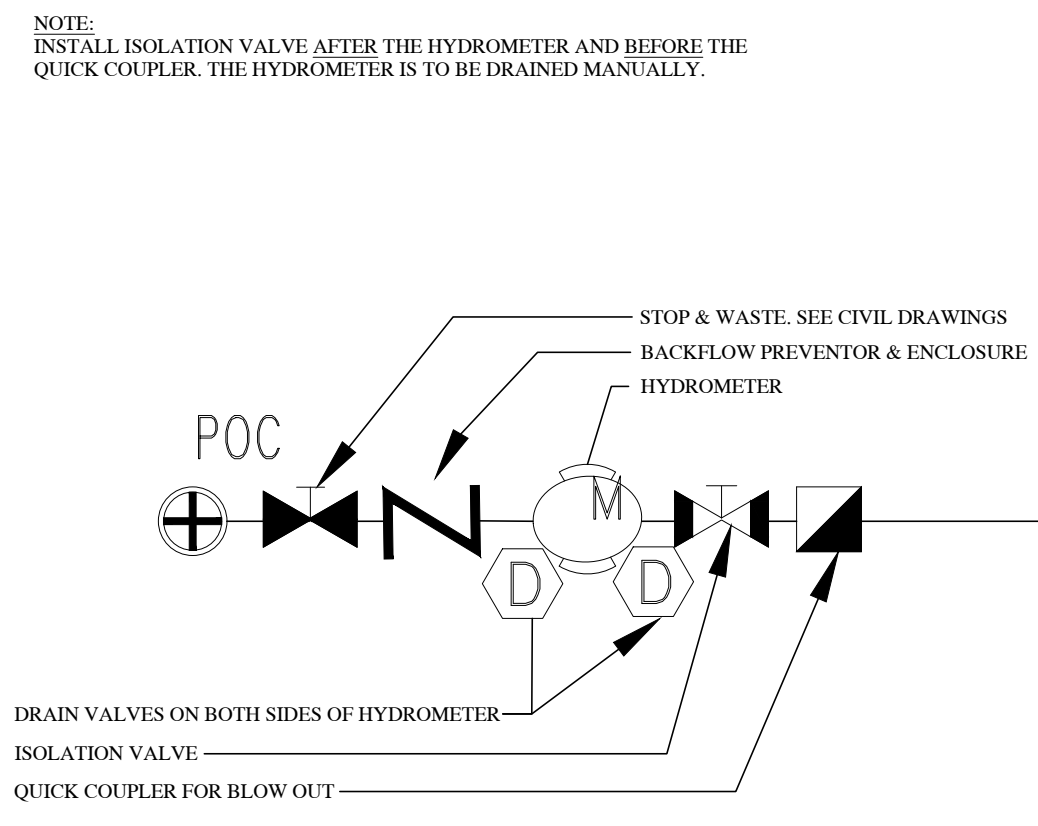 NOTE:
INSTALL ISOLATION VALVE AFTER THE HYDROMETER AND BEFORE THE
QUICK COUPLER. THE HYDROMETER IS TO BE DRAINED MANUALLY.
STOP & WASTE. SEE CIVIL DRAWINGS
BACKFLOW PREVENTOR & ENCLOSURE
HYDROMETER
POC
M
D
D
DRAIN VALVES ON BOTH SIDES OF HYDROMETER
ISOLATION VALVE
QUICK COUPLER FOR BLOW OUT